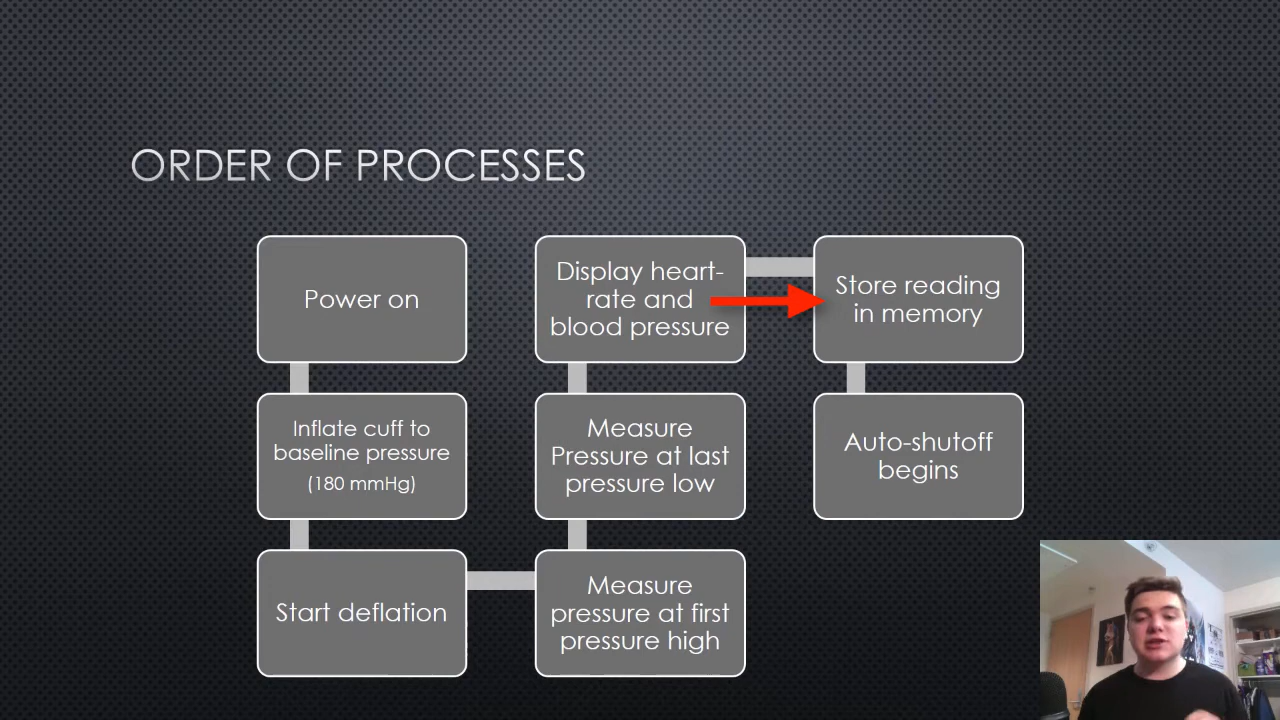 ORDER OF PROCESSES
Power on
Inflate cuff to
baseline pressure
(180 mmHg)
Start deflation
Measure
pressure at first
pressure high
Measure
Pressure at last
pressure low
Display heart-
rate and
blood pressure
Store reading
in memory
Auto-shutoff
begins